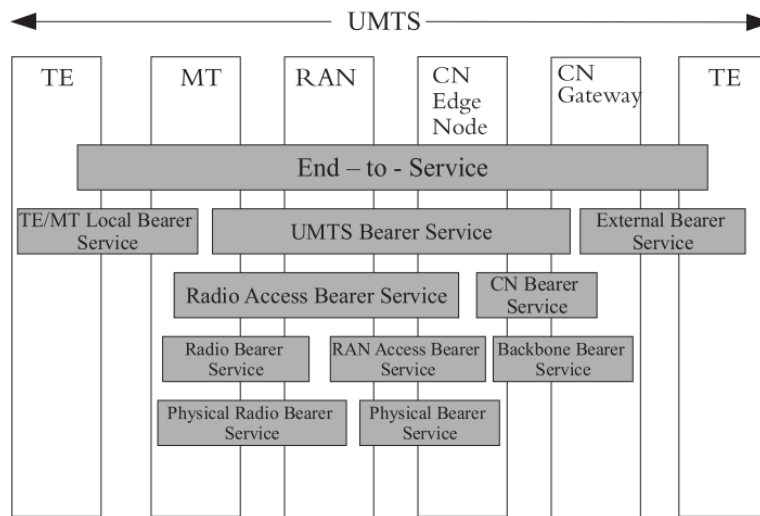 UMTS
TE
MT
RAN
CN
Edge
Node
CN
Gateway
TE
End – to - Service
TE/MT Local Bearer
Service
UMTS Bearer Service
External Bearer
Service
Radio Access Bearer Service
CN Bearer
Service
Radio Bearer
Service
RAN Access Bearer
Service
Backbone Bearer
Service
Physical Radio Bearer
Service
Physical Bearer
Service